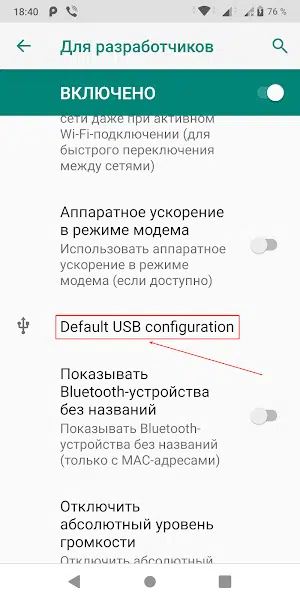 18:40 26%
Для разработчиков
ВКЛЮЧЕНО
сети даже при активном
Wi-Fi-подключении (для
быстрого переключения
между сетями)
Аппаратное ускорение
в режиме модема
Использовать аппаратное
ускорение в режиме
модема (если доступно)
Default USB configuration
Показывать
Bluetooth-устройства
без названий
Показывать Bluetooth-
устройства без названий
(только с MAC-адресами)
Отключить
абсолютный уровень
громкости
Отключить абсолютный